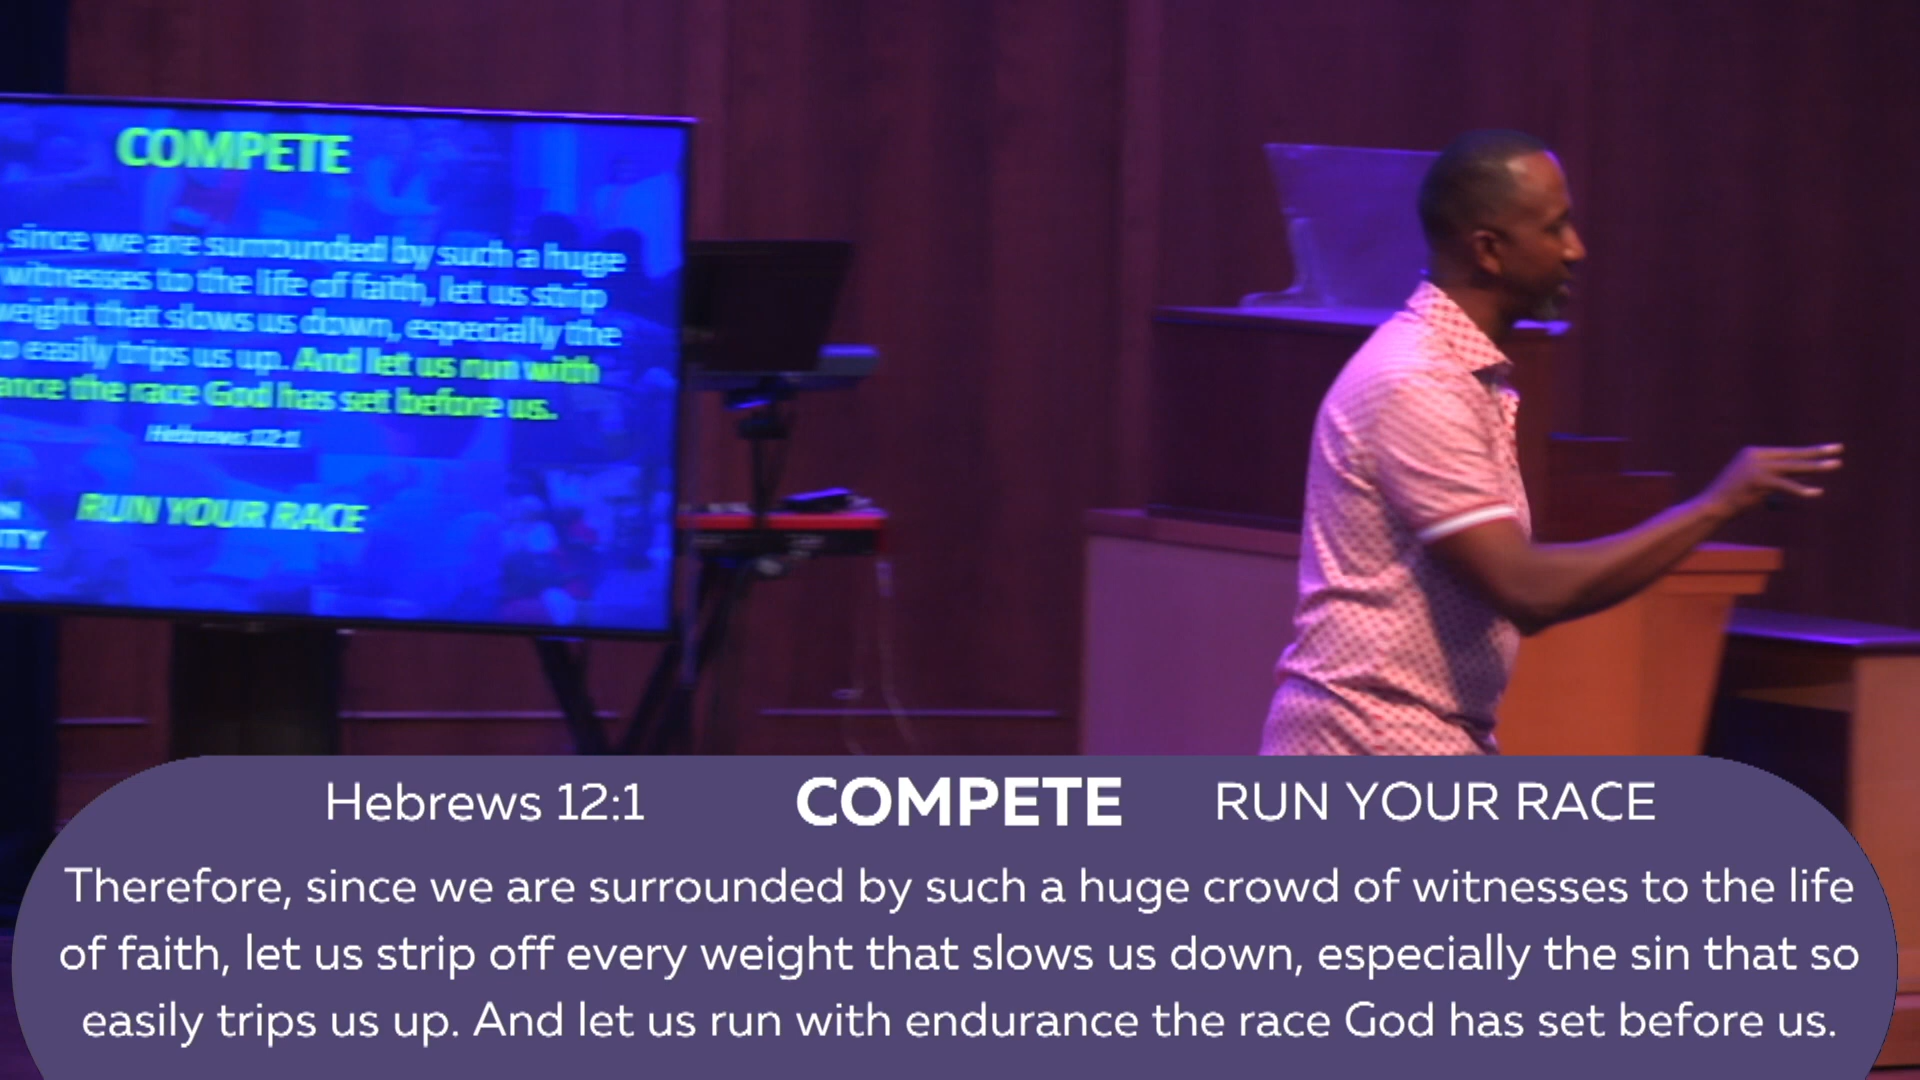 COMPETE
, since we are surrounded by such a huge
witnesses to the life of faith, let us strip
weight that slows us down, especially the
o easily trips us up. And let us run with
ance the race God has set before us.
Hebrews 12:1
RUN YOUR RACE
ITY
Hebrews 12:1 COMPETE RUN YOUR RACE
Therefore, since we are surrounded by such a huge crowd of witnesses to the life
of faith, let us strip off every weight that slows us down, especially the sin that so
easily trips us up. And let us run with endurance the race God has set before us.